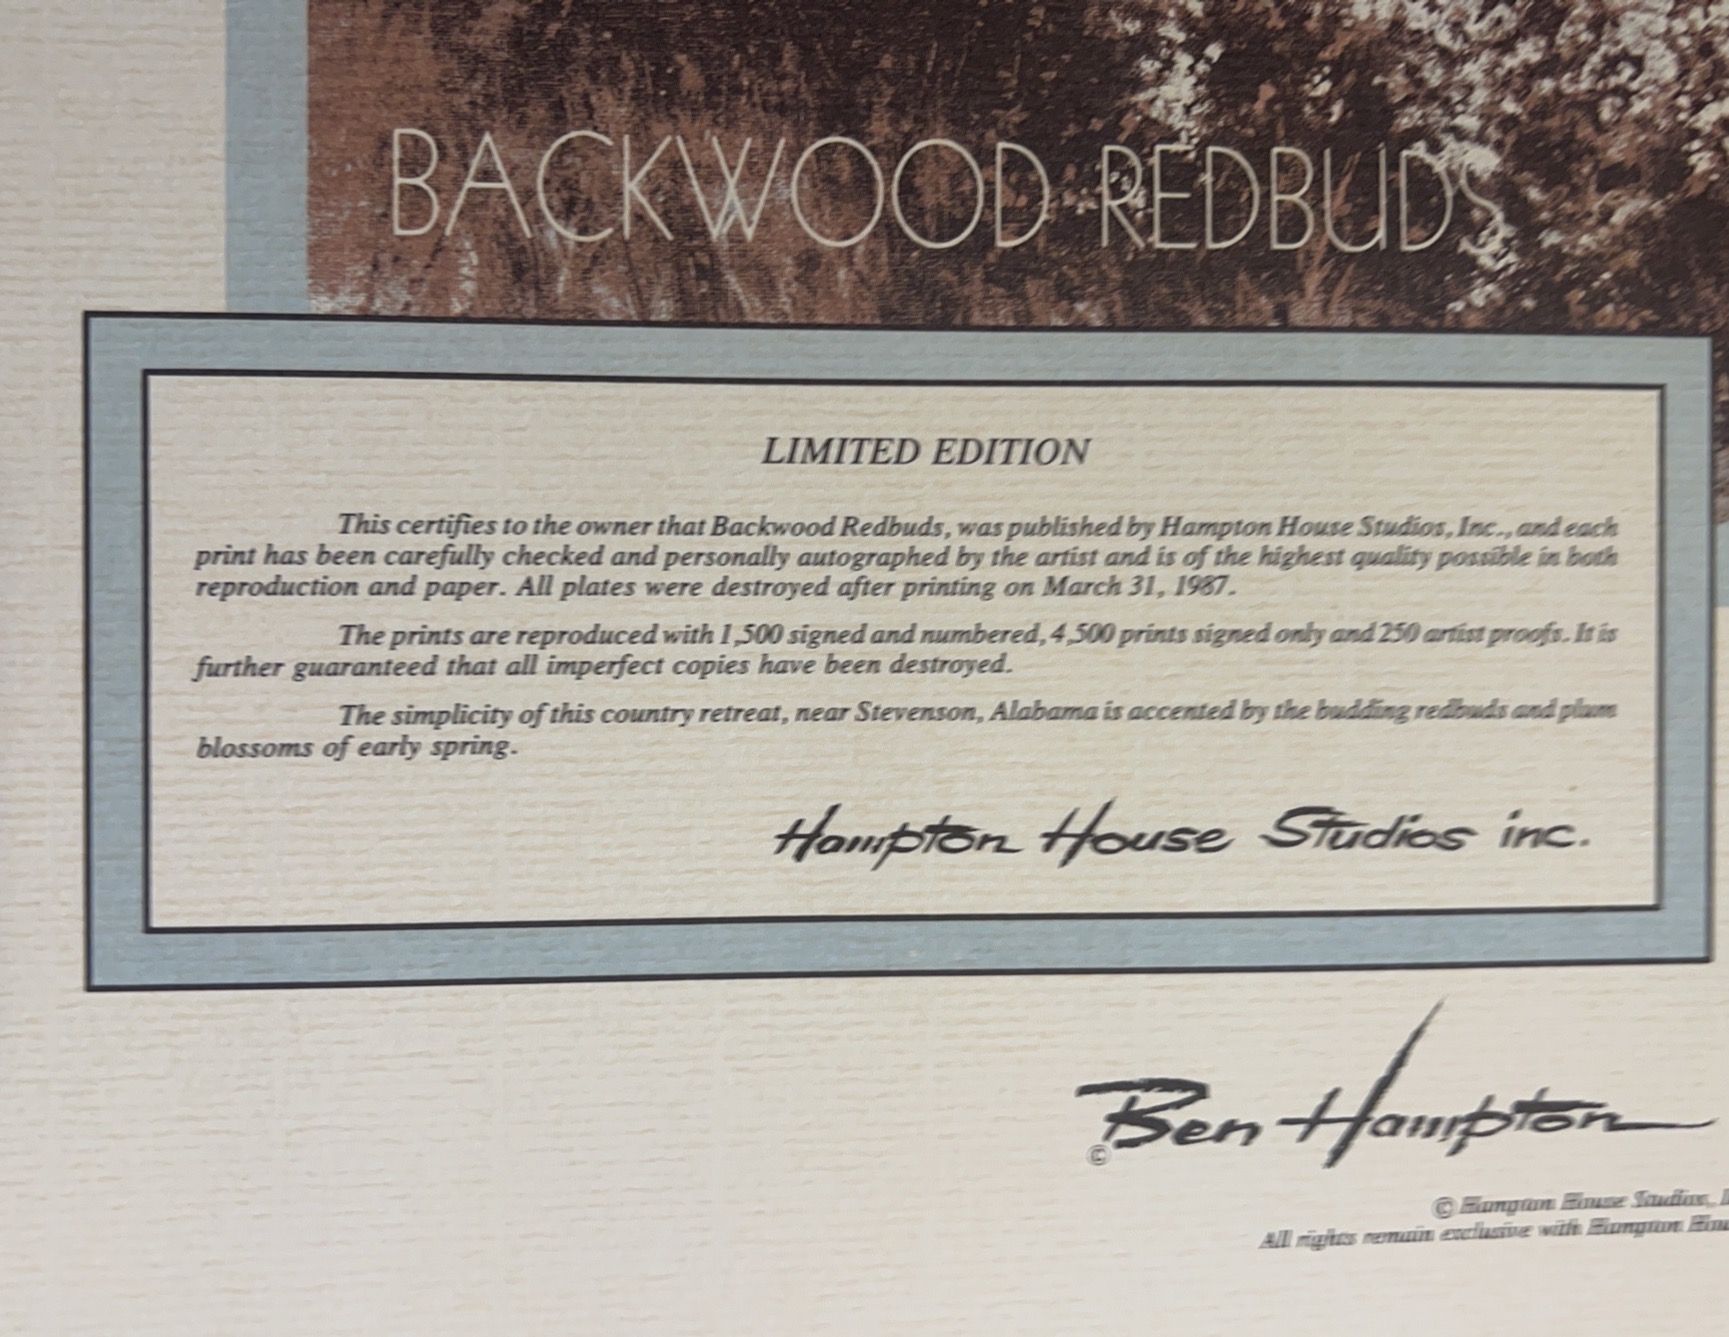 BACKWOOD REDBUDS
LIMITED EDITION
This certifies to the owner that Backwood Redbuds, was published by Hampton House Studios, Inc., and each
print has been carefully checked and personally autographed by the artist and is of the highest quality possible in both
reproduction and paper. All plates were destroyed after printing on March 31, 1987.
The prints are reproduced with 1,500 signed and numbered, 4,500 prints signed only and 250 artist proofs. It is
further guaranteed that all imperfect copies have been destroyed.
The simplicity of this country retreat, near Stevenson, Alabama is accented by the budding redbuds and plum
blossoms of early spring.
Hampton House Studios inc.
© Ben Hampton
© Hampton House Studios,
All rights remain exclusive with Hampton